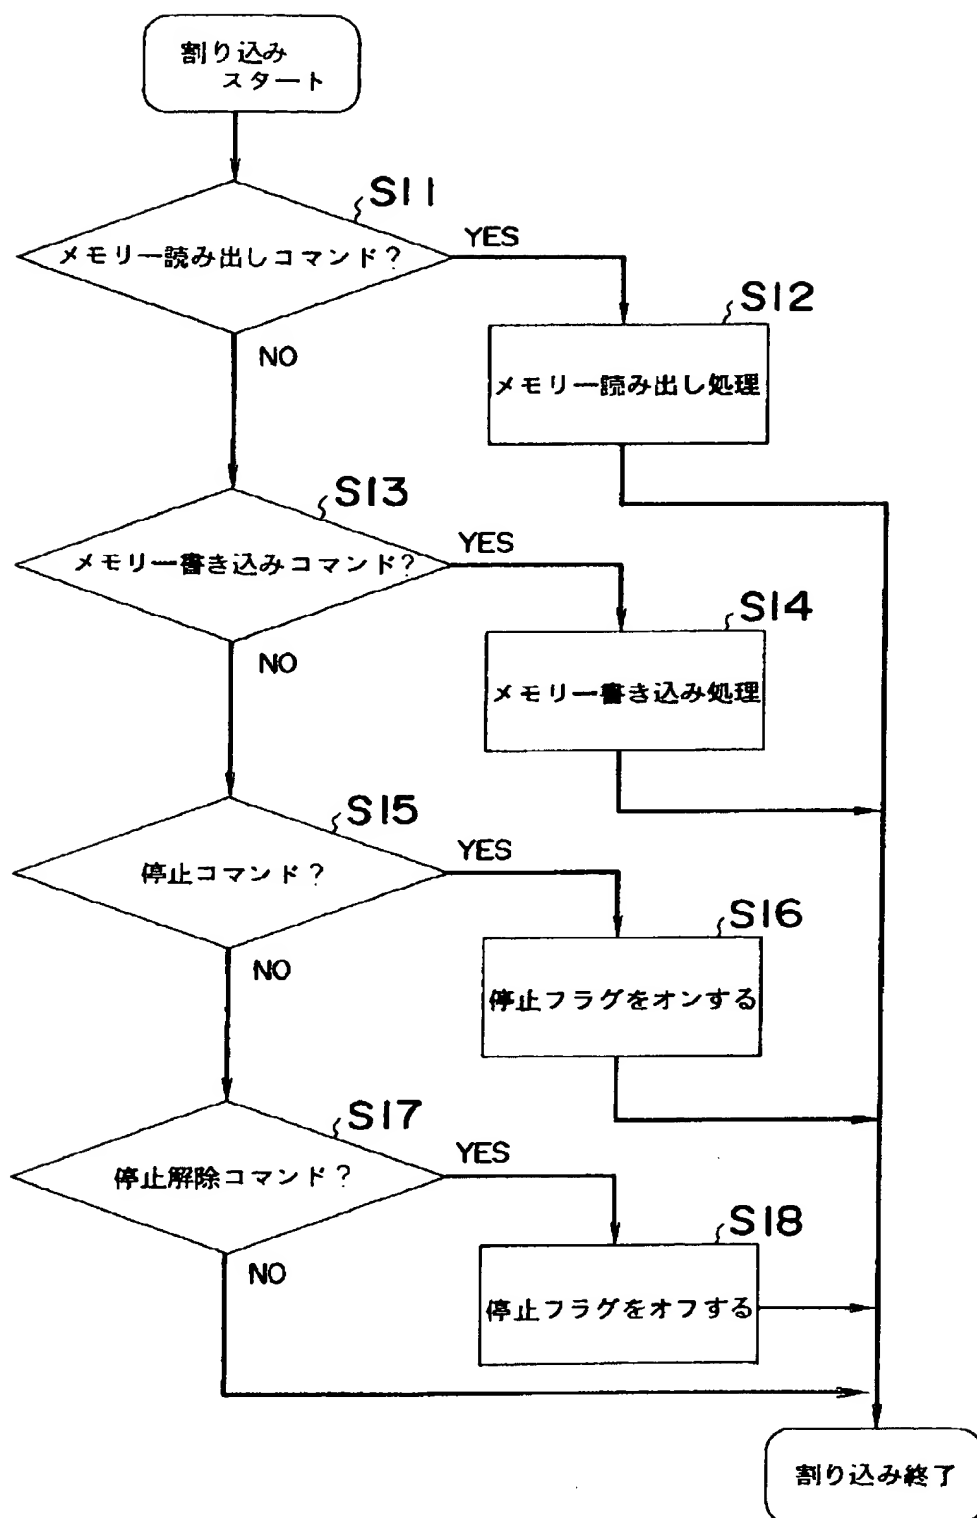 割り込み
スタート
S11
メモリー読み出しコマンド？
YES
NO
S12
メモリー読み出し処理
S13
メモリー書き込みコマンド？
YES
NO
S14
メモリー書き込み処理
S15
停止コマンド？
YES
NO
S16
停止フラグをオンする
S17
停止解除コマンド？
YES
NO
S18
停止フラグをオフする
割り込み終了